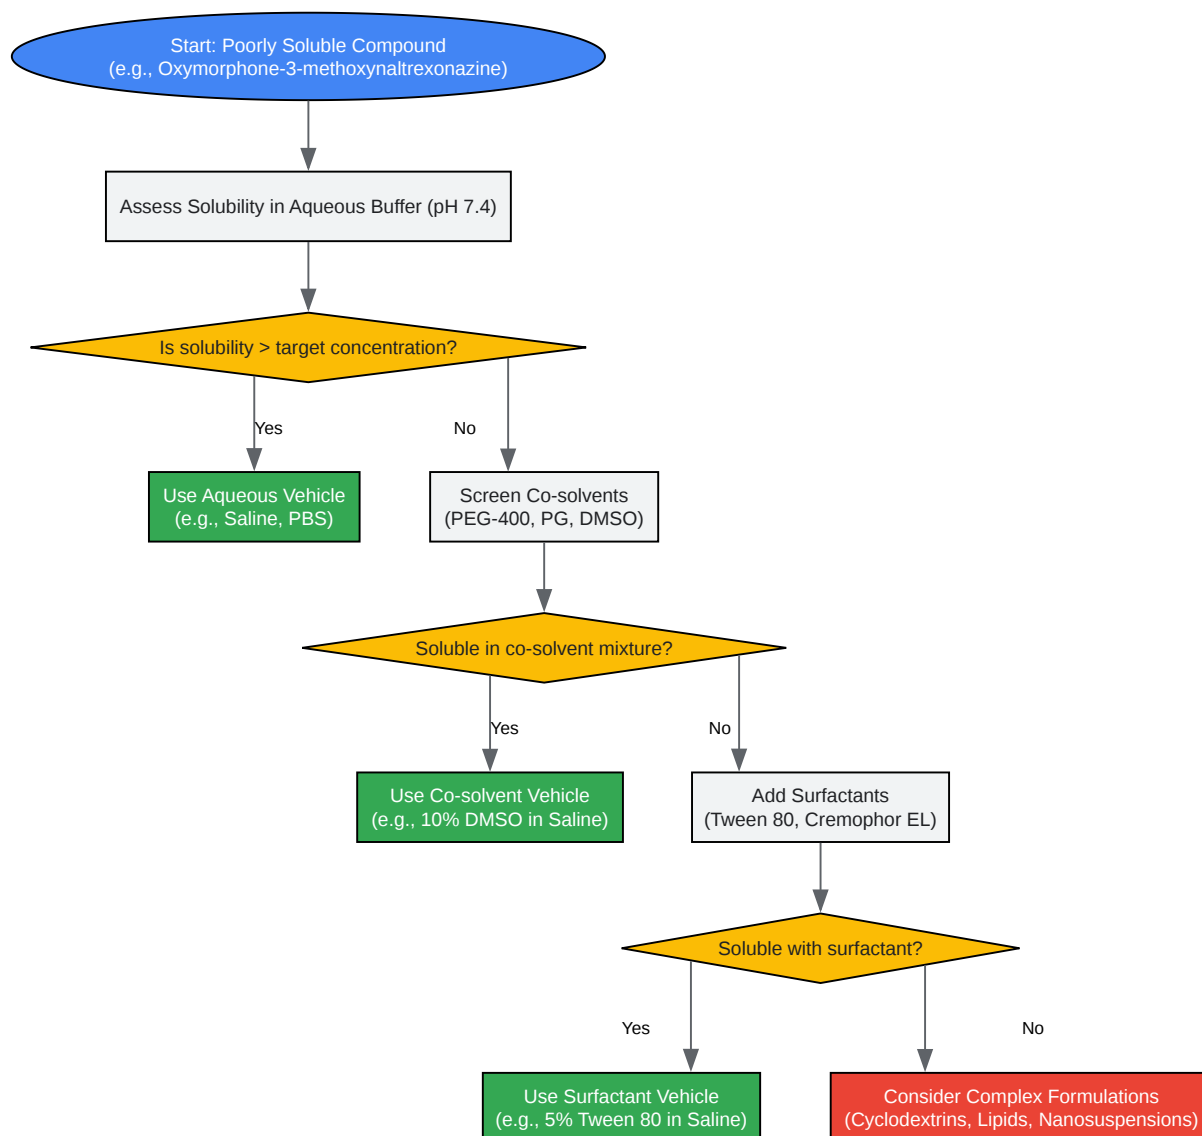 Start: Poorly Soluble Compound
(e.g., Oxymorphone-3-methoxynaltrexonazine)
Assess Solubility in Aqueous Buffer (pH 7.4)
Is solubility > target concentration?
Yes
No
Use Aqueous Vehicle
(e.g., Saline, PBS)
Screen Co-solvents
(PEG-400, PG, DMSO)
Soluble in co-solvent mixture?
Yes
No
Use Co-solvent Vehicle
(e.g., 10% DMSO in Saline)
Add Surfactants
(Tween 80, Cremophor EL)
Soluble with surfactant?
Yes
No
Use Surfactant Vehicle
(e.g., 5% Tween 80 in Saline)
Consider Complex Formulations
(Cyclodextrins, Lipids, Nanosuspensions)